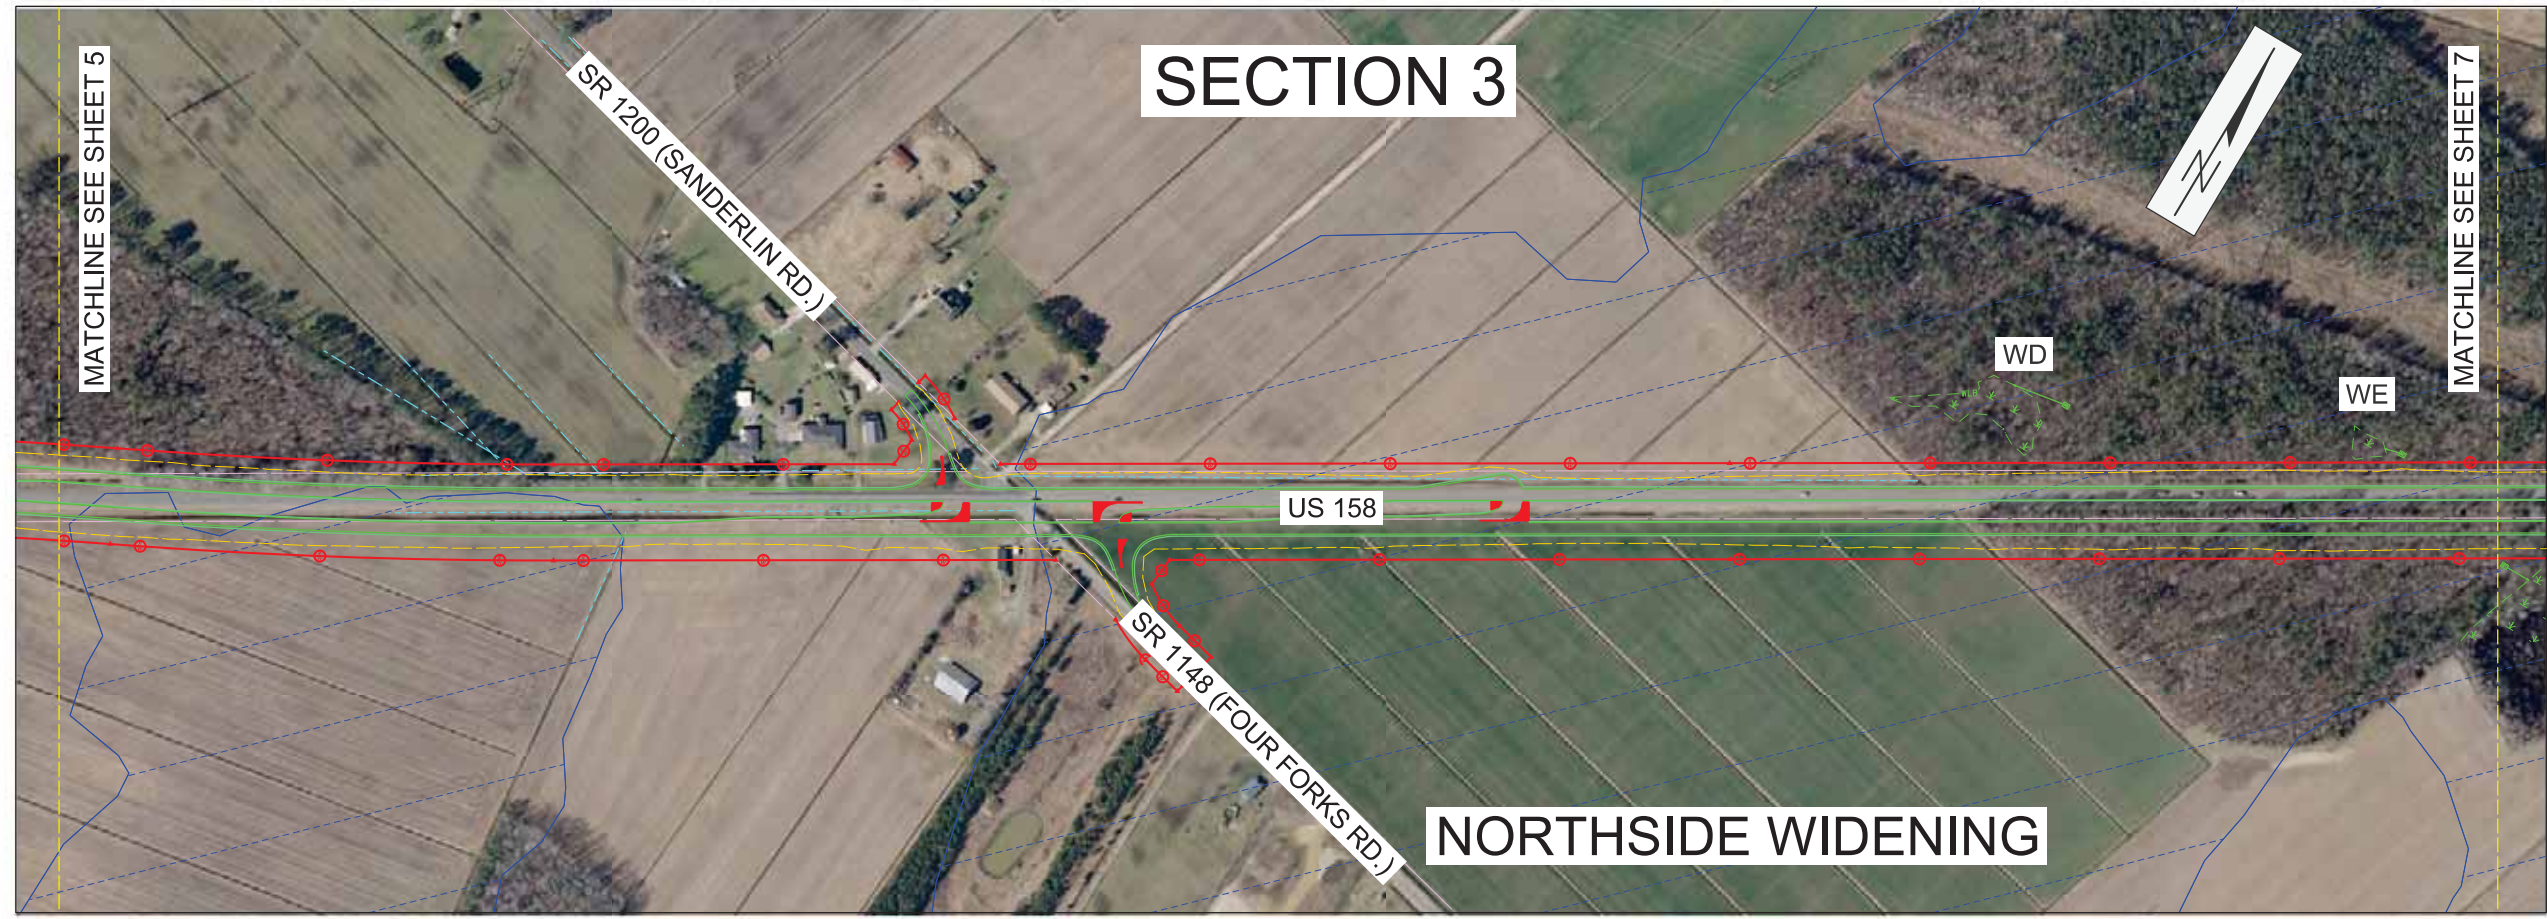 SECTION 3
MATCHLINE SEE SHEET 5
SR 1200 (SANDERLIN RD.)
N
MATCHLINE SEE SHEET 7
WD
WLB
WE
US 158
SR 1148 (FOUR FORKS RD.)
NORTHSIDE WIDENING